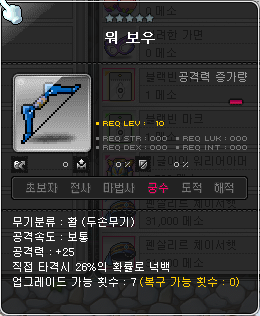 워 보우
공격력 증가량
REQ LEV : 10
REQ STR : 000 REQ LUK : 000
REQ DEX : 000 REQ INT : 000
0 0 % 0 %
초보자 전사 마법사 궁수 도적 해적
무기분류 : 활 (두손무기)
공격속도 : 보통
공격력 : +25
직접 타격시 26%의 확률로 넉백
업그레이드 가능 횟수 : 7 (복구 가능 횟수 : 0)